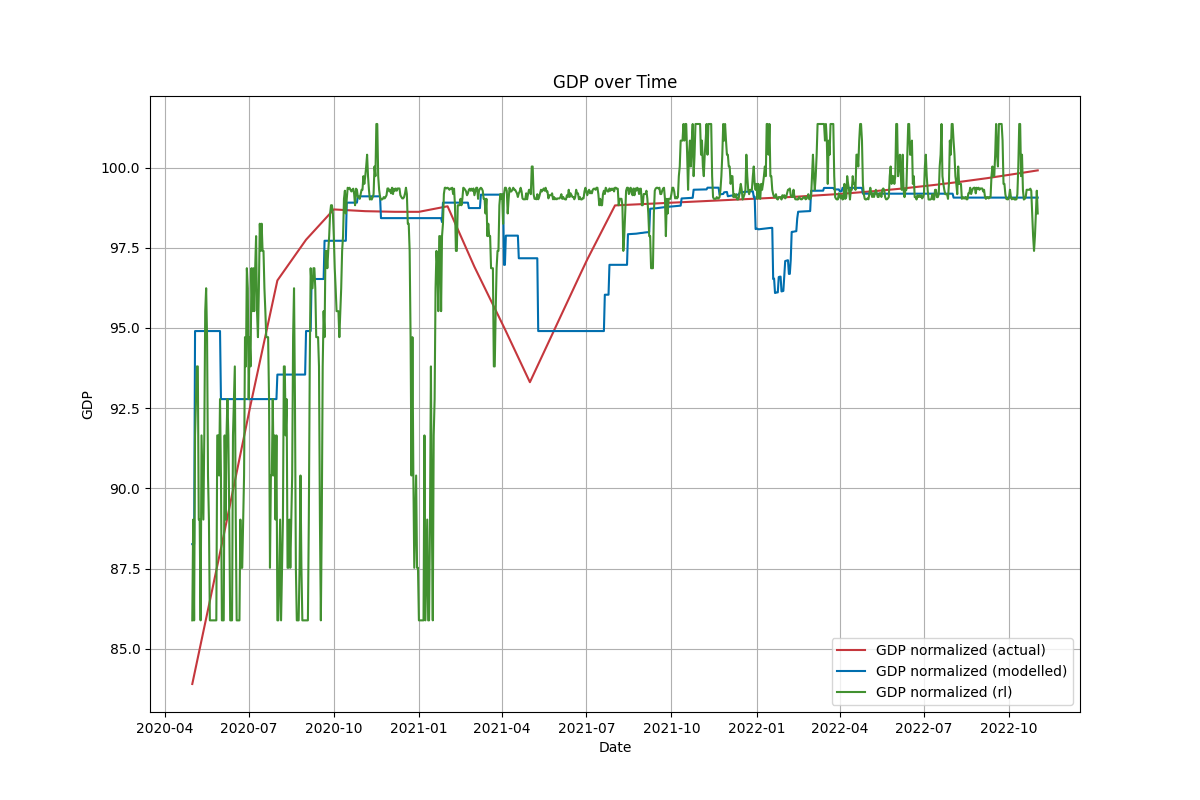 GDP over Time
100.0
97.5
95.0
92.5
90.0
87.5
85.0
GDP
GDP normalized (actual)
GDP normalized (modelled)
GDP normalized (rl)
2020-04 2020-07 2020-10 2021-01 2021-04 2021-07 2021-10 2022-01 2022-04 2022-07 2022-10
Date